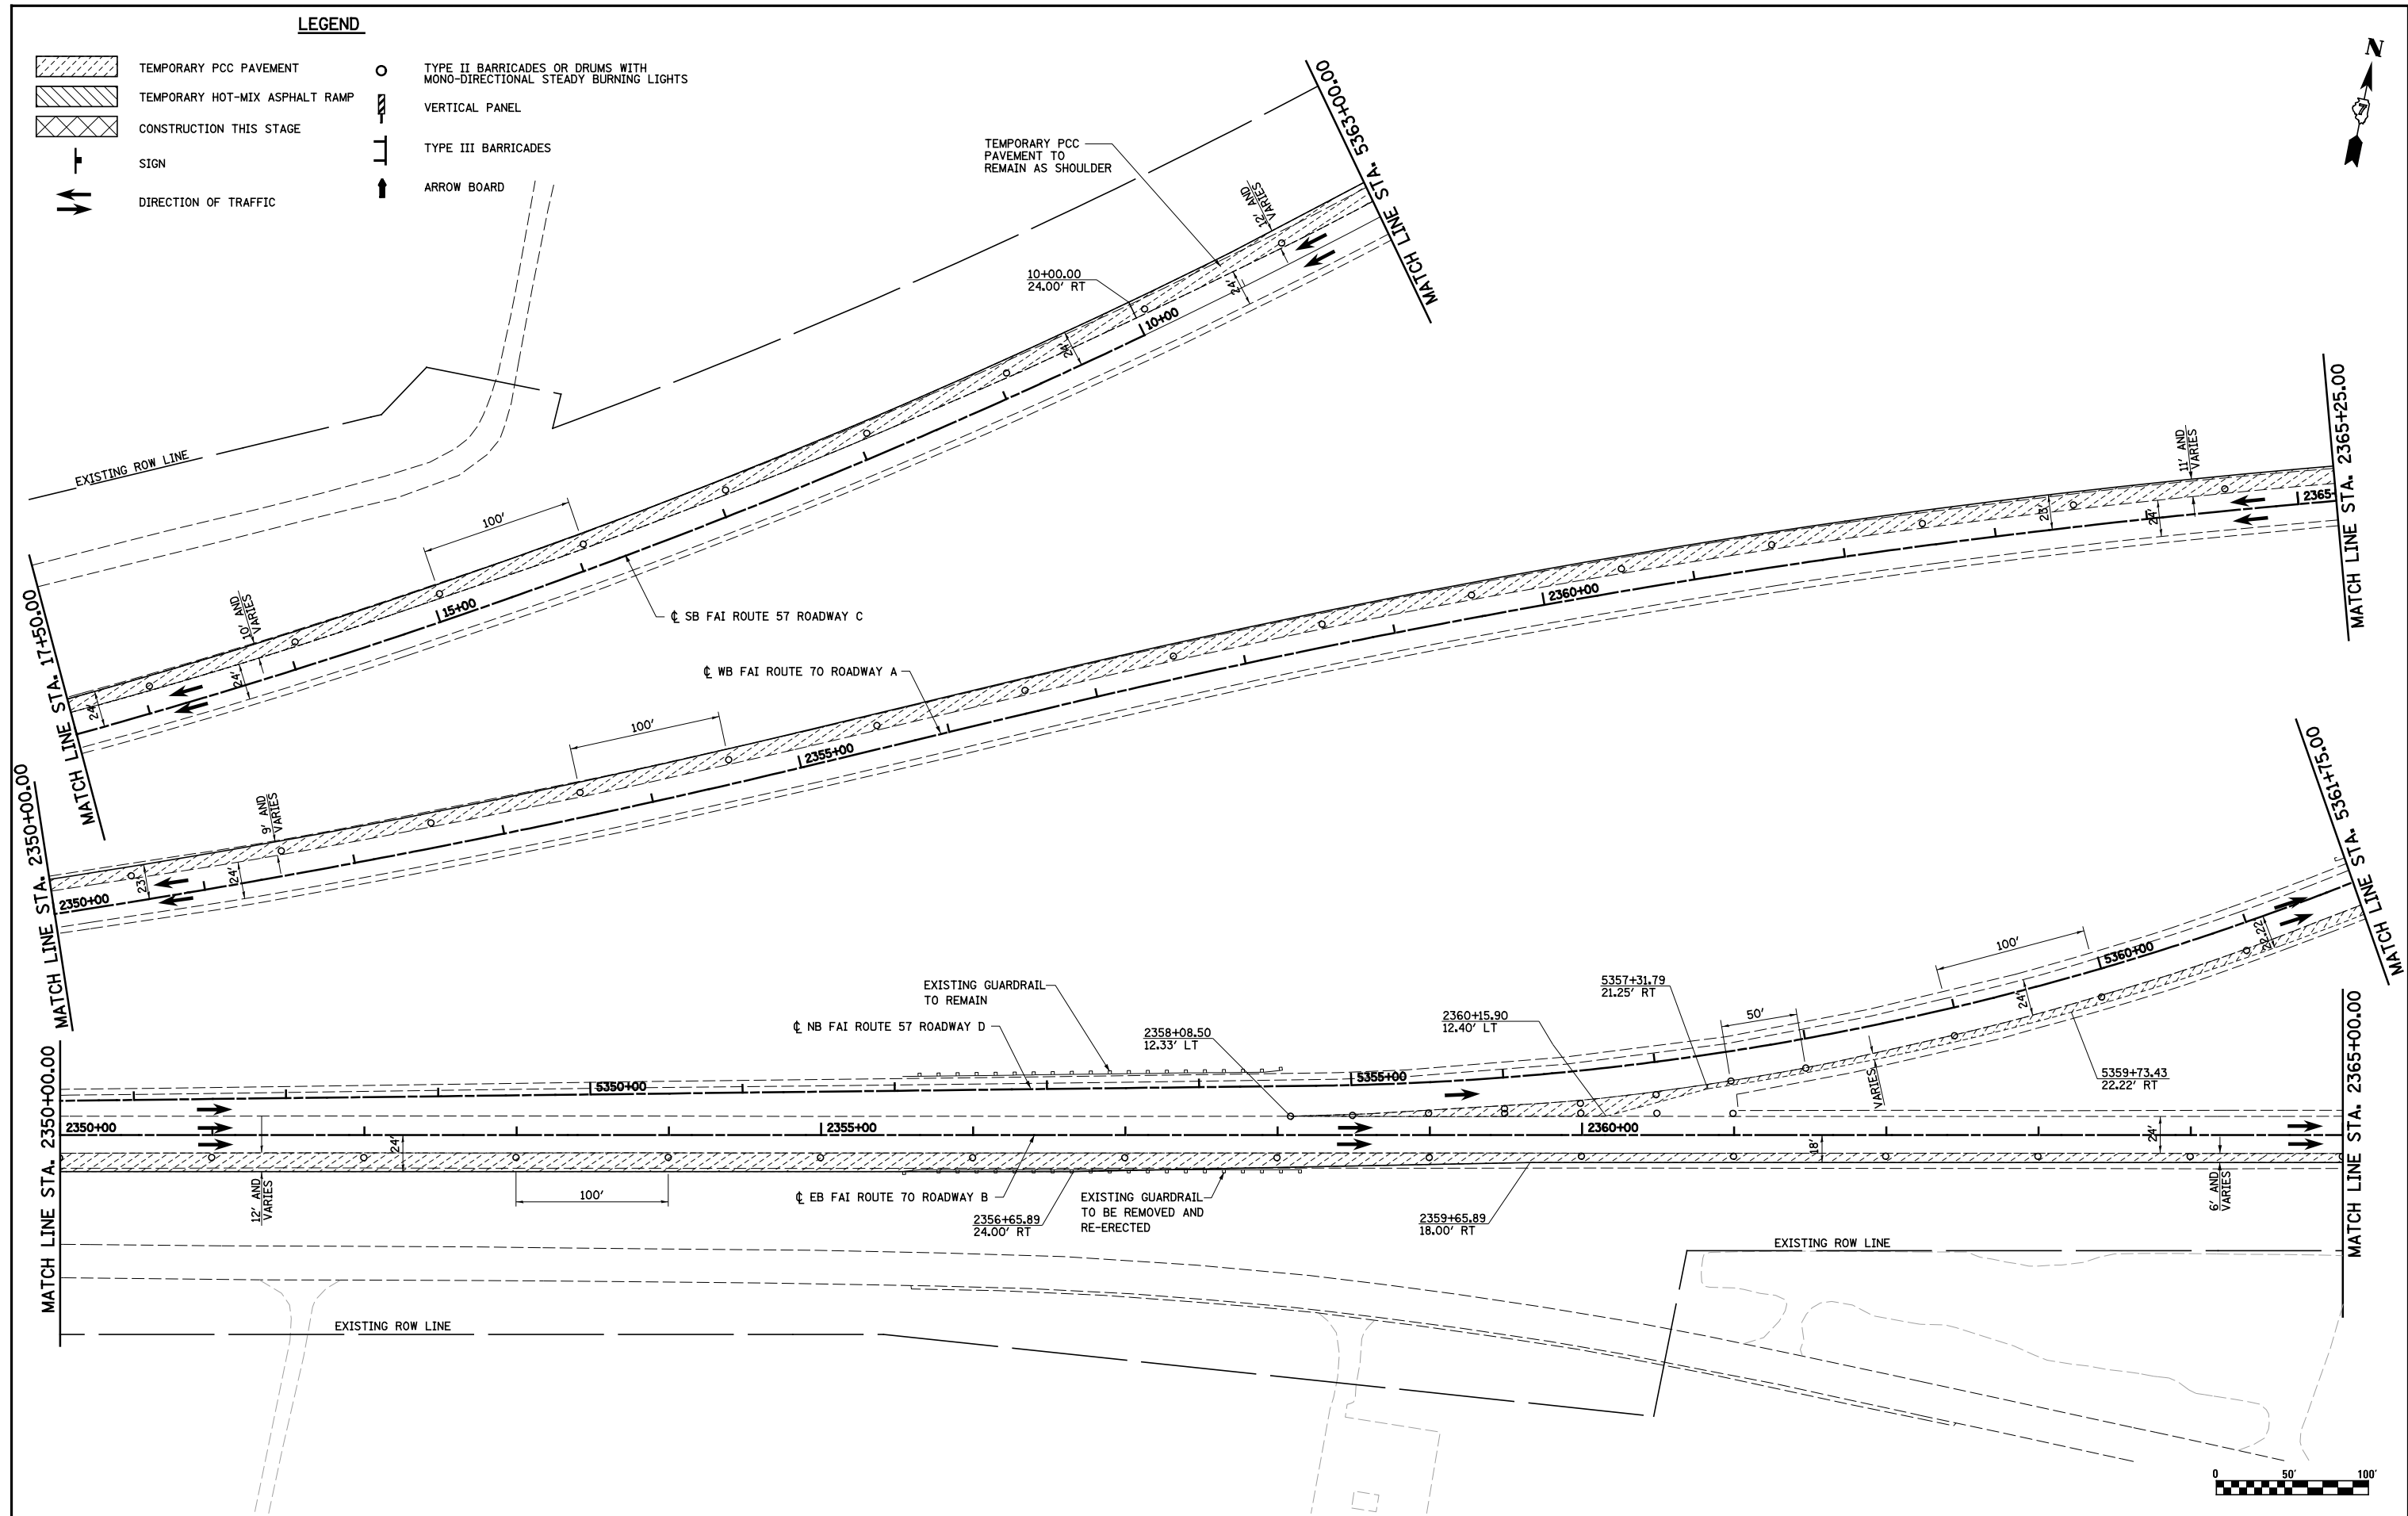 LEGEND
TEMPORARY PCC PAVEMENT
TEMPORARY HOT-MIX ASPHALT RAMP
CONSTRUCTION THIS STAGE
SIGN
DIRECTION OF TRAFFIC
TYPE II BARRICADES OR DRUMS WITH
MONO-DIRECTIONAL STEADY BURNING LIGHTS
VERTICAL PANEL
TYPE III BARRICADES
ARROW BOARD
N
7
TEMPORARY PCC
PAVEMENT TO
REMAIN AS SHOULDER
MATCH LINE STA. 5363+00.00
12' AND
VARIES
10+00.00
24.00' RT
24'
10+00
24'
EXISTING ROW LINE
100'
15+00
10' AND
VARIES
24'
24'
MATCH LINE STA. 17+50.00
℄ SB FAI ROUTE 57 ROADWAY C
MATCH LINE STA. 2365+25.00
11' AND
VARIES
2365+
24'
23'
2360+00
℄ WB FAI ROUTE 70 ROADWAY A
100'
2355+00
9' AND
VARIES
23'
24'
2350+00
MATCH LINE STA. 2350+00.00
MATCH LINE STA. 5361+75.00
22.22'
5360+00
100'
24'
EXISTING GUARDRAIL
TO REMAIN
℄ NB FAI ROUTE 57 ROADWAY D
2358+08.50
12.33' LT
2360+15.90
12.40' LT
5357+31.79
21.25' RT
50'
VARIES
5359+73.43
22.22' RT
5350+00
5355+00
MATCH LINE STA. 2350+00.00
2350+00
2355+00
2360+00
24'
18'
24'
12' AND
VARIES
100'
℄ EB FAI ROUTE 70 ROADWAY B
2356+65.89
24.00' RT
EXISTING GUARDRAIL
TO BE REMOVED AND
RE-ERECTED
2359+65.89
18.00' RT
6' AND
VARIES
MATCH LINE STA. 2365+00.00
EXISTING ROW LINE
EXISTING ROW LINE
0 50' 100'